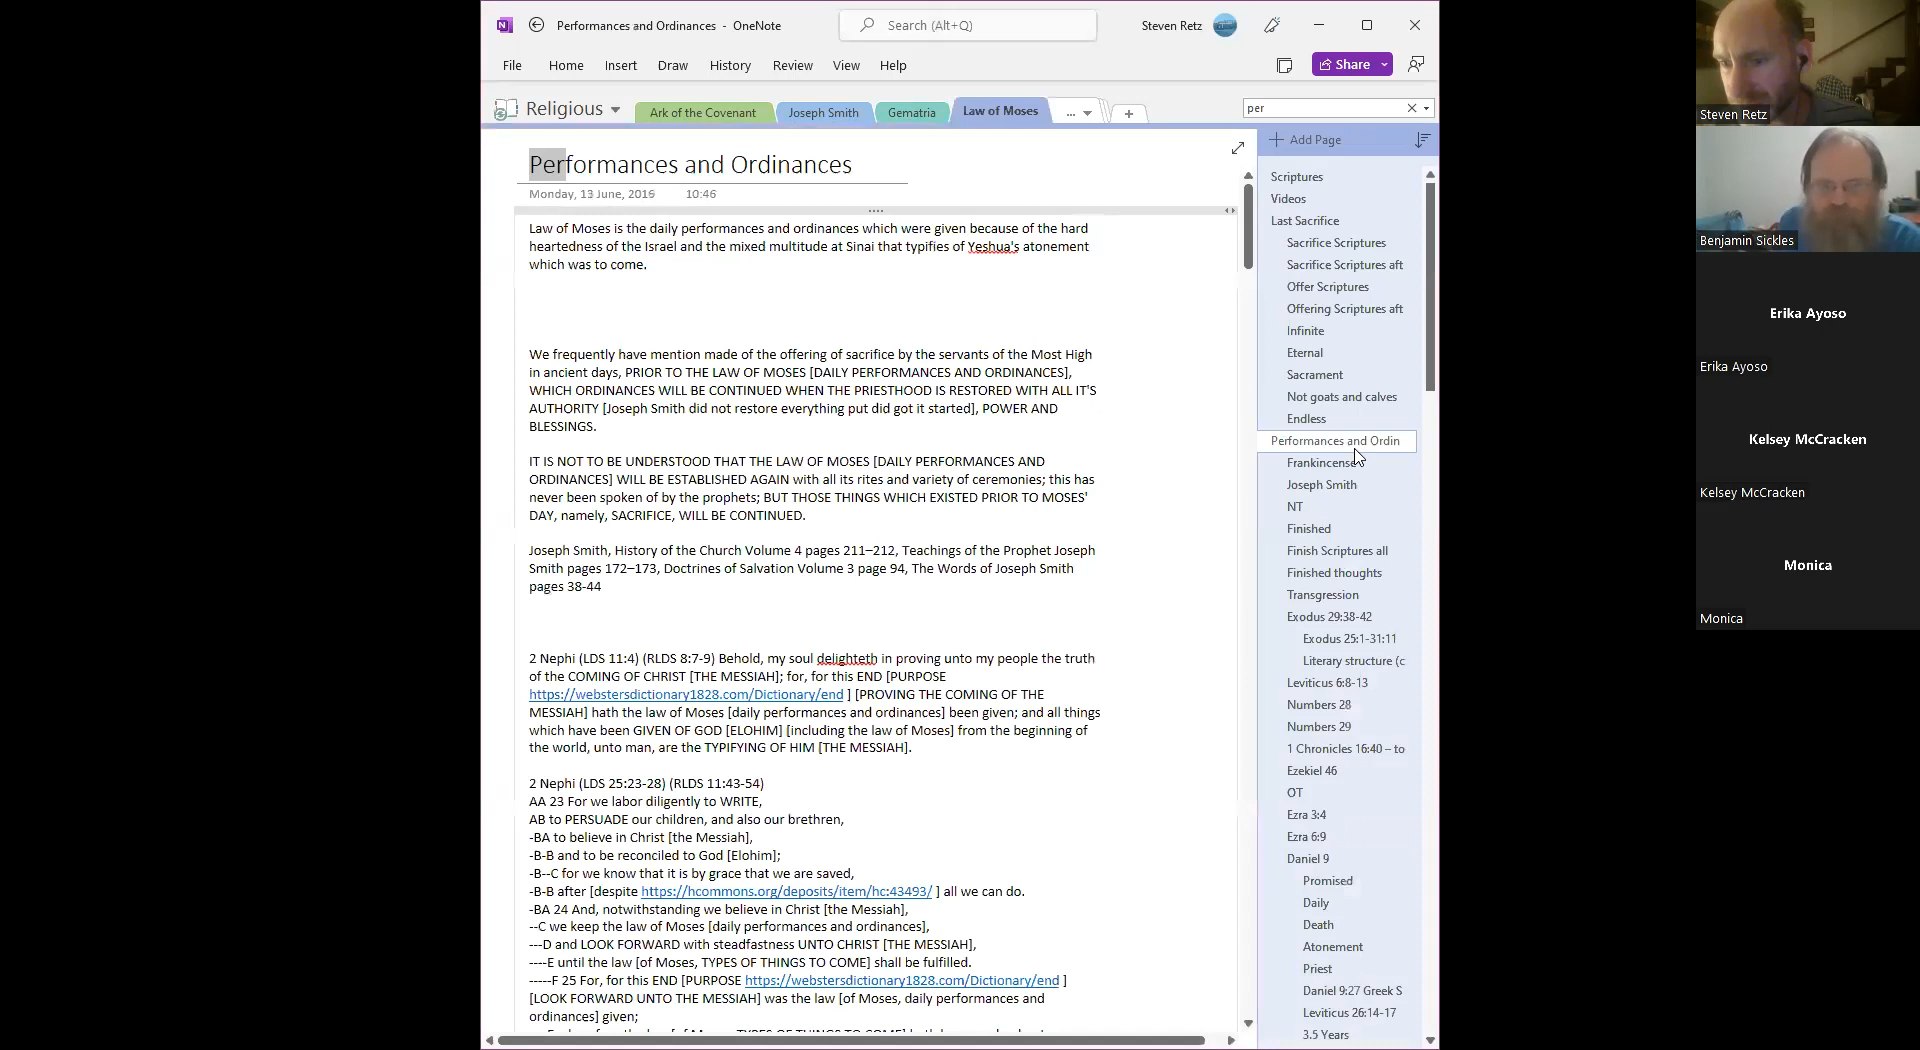 Performances and Ordinances - OneNote
Search (Alt+Q)
Steven Retz
File Home Insert Draw History Review View Help
Share
Religious
Ark of the Covenant
Joseph Smith
Gematria
Law of Moses
...
per
Performances and Ordinances
Monday, 13 June, 2016 10:46
Law of Moses is the daily performances and ordinances which were given because of the hard
heartedness of the Israel and the mixed multitude at Sinai that typifies of Yeshua's atonement
which was to come.
We frequently have mention made of the offering of sacrifice by the servants of the Most High
in ancient days, PRIOR TO THE LAW OF MOSES [DAILY PERFORMANCES AND ORDINANCES],
WHICH ORDINANCES WILL BE CONTINUED WHEN THE PRIESTHOOD IS RESTORED WITH ALL IT'S
AUTHORITY [Joseph Smith did not restore everything put did got it started], POWER AND
BLESSINGS.
IT IS NOT TO BE UNDERSTOOD THAT THE LAW OF MOSES [DAILY PERFORMANCES AND
ORDINANCES] WILL BE ESTABLISHED AGAIN with all its rites and variety of ceremonies; this has
never been spoken of by the prophets; BUT THOSE THINGS WHICH EXISTED PRIOR TO MOSES'
DAY, namely, SACRIFICE, WILL BE CONTINUED.
Joseph Smith, History of the Church Volume 4 pages 211–212, Teachings of the Prophet Joseph
Smith pages 172–173, Doctrines of Salvation Volume 3 page 94, The Words of Joseph Smith
pages 38-44
2 Nephi (LDS 11:4) (RLDS 8:7-9) Behold, my soul delighteth in proving unto my people the truth
of the COMING OF CHRIST [THE MESSIAH]; for, for this END [PURPOSE
https://webstersdictionary1828.com/Dictionary/end ] [PROVING THE COMING OF THE
MESSIAH] hath the law of Moses [daily performances and ordinances] been given; and all things
which have been GIVEN OF GOD [ELOHIM] [including the law of Moses] from the beginning of
the world, unto man, are the TYPIFYING OF HIM [THE MESSIAH].
2 Nephi (LDS 25:23-28) (RLDS 11:43-54)
AA 23 For we labor diligently to WRITE,
AB to PERSUADE our children, and also our brethren,
-BA to believe in Christ [the Messiah],
-B-B and to be reconciled to God [Elohim];
-B--C for we know that it is by grace that we are saved,
-B-B after [despite https://hcommons.org/deposits/item/hc:43493/ ] all we can do.
-BA 24 And, notwithstanding we believe in Christ [the Messiah],
--C we keep the law of Moses [daily performances and ordinances],
---D and LOOK FORWARD with steadfastness UNTO CHRIST [THE MESSIAH],
----E until the law [of Moses, TYPES OF THINGS TO COME] shall be fulfilled.
-----F 25 For, for this END [PURPOSE https://webstersdictionary1828.com/Dictionary/end ]
[LOOK FORWARD UNTO THE MESSIAH] was the law [of Moses, daily performances and
ordinances] given;
Add Page
Scriptures
Videos
Last Sacrifice
Sacrifice Scriptures
Sacrifice Scriptures aft
Offer Scriptures
Offering Scriptures aft
Infinite
Eternal
Sacrament
Not goats and calves
Endless
Performances and Ordin
Frankincense
Joseph Smith
NT
Finished
Finish Scriptures all
Finished thoughts
Transgression
Exodus 29:38-42
Exodus 25:1-31:11
Literary structure (c
Leviticus 6:8-13
Numbers 28
Numbers 29
1 Chronicles 16:40 – to
Ezekiel 46
OT
Ezra 3:4
Ezra 6:9
Daniel 9
Promised
Daily
Death
Atonement
Priest
Daniel 9:27 Greek S
Leviticus 26:14-17
3.5 Years
Steven Retz
Benjamin Sickles
Erika Ayoso
Erika Ayoso
Kelsey McCracken
Kelsey McCracken
Monica
Monica